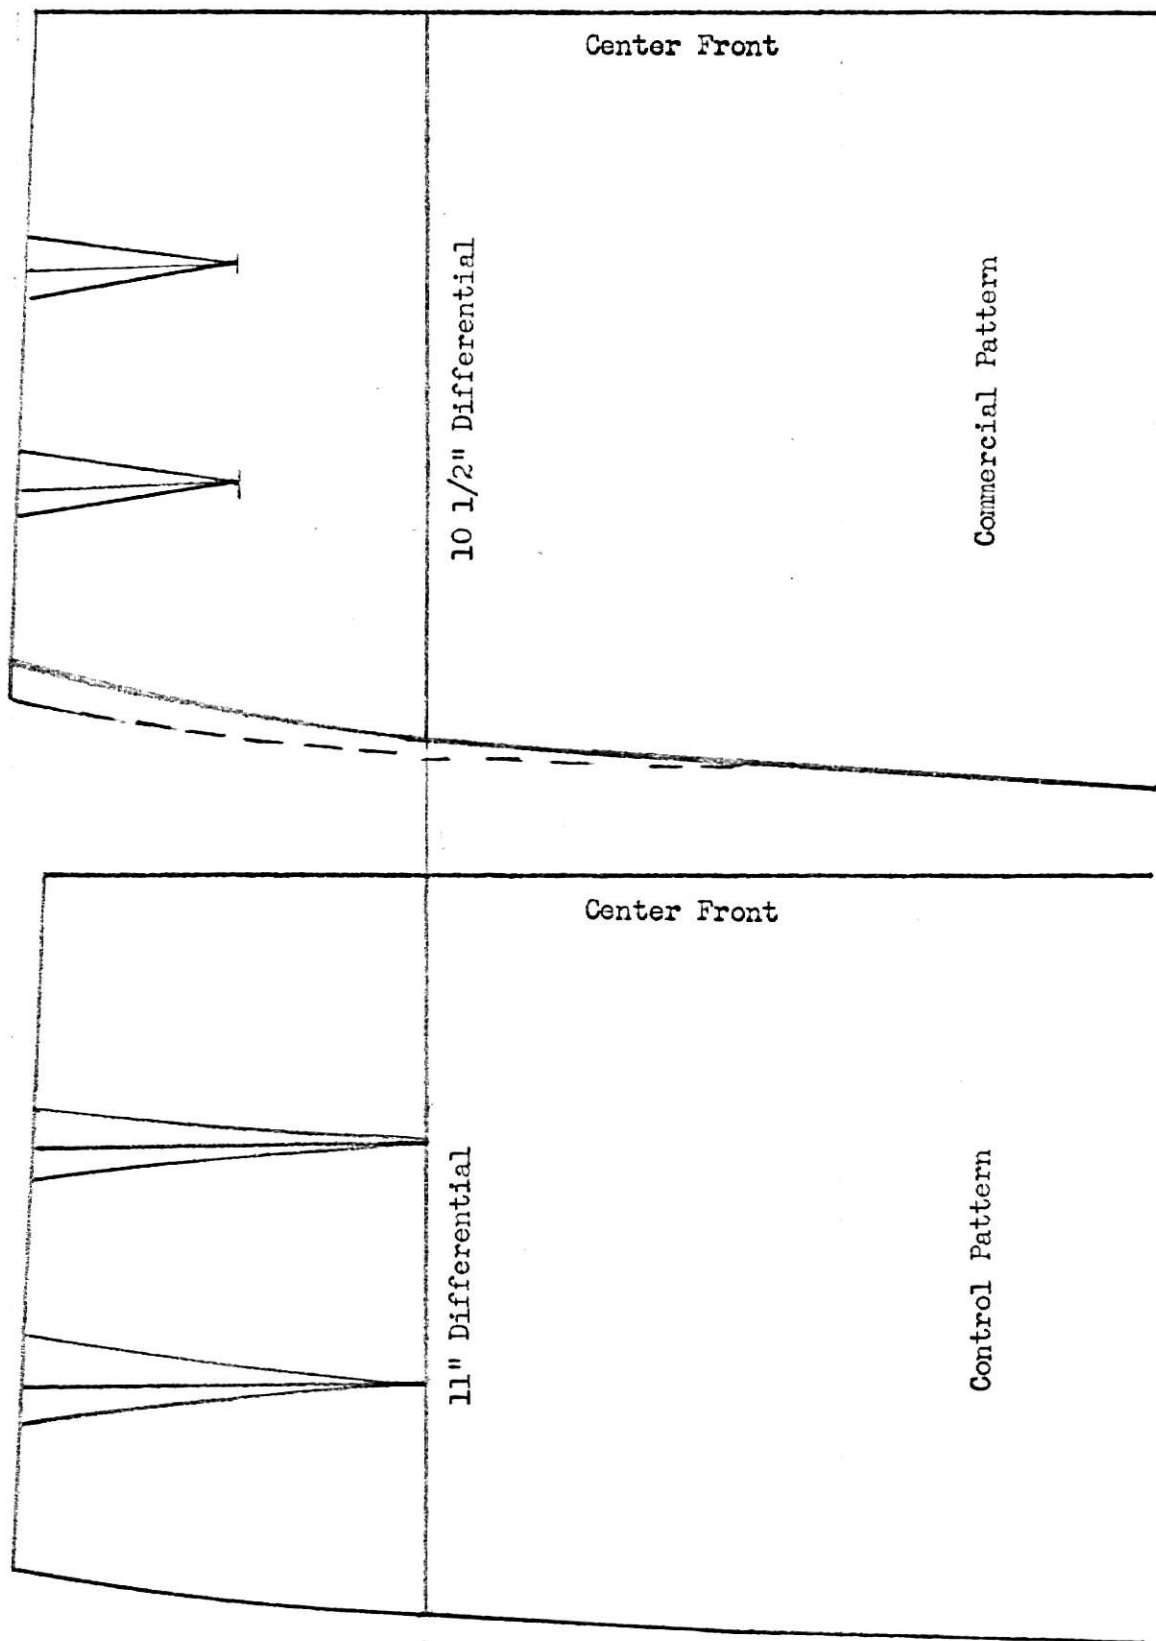 Center Front
10 1/2" Differential
Commercial Pattern
Center Front
11" Differential
Control Pattern